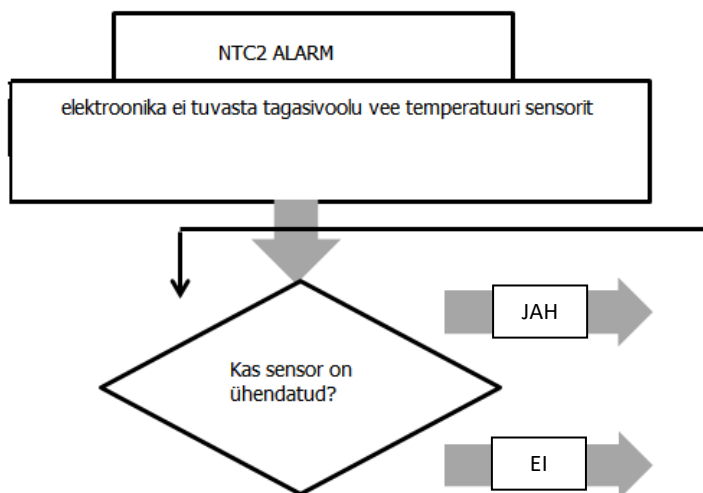 NTC2 ALARM
elektroonika ei tuvasta tagasivoolu vee temperatuuri sensorit
JAH
Kas sensor on
ühendatud?
EI